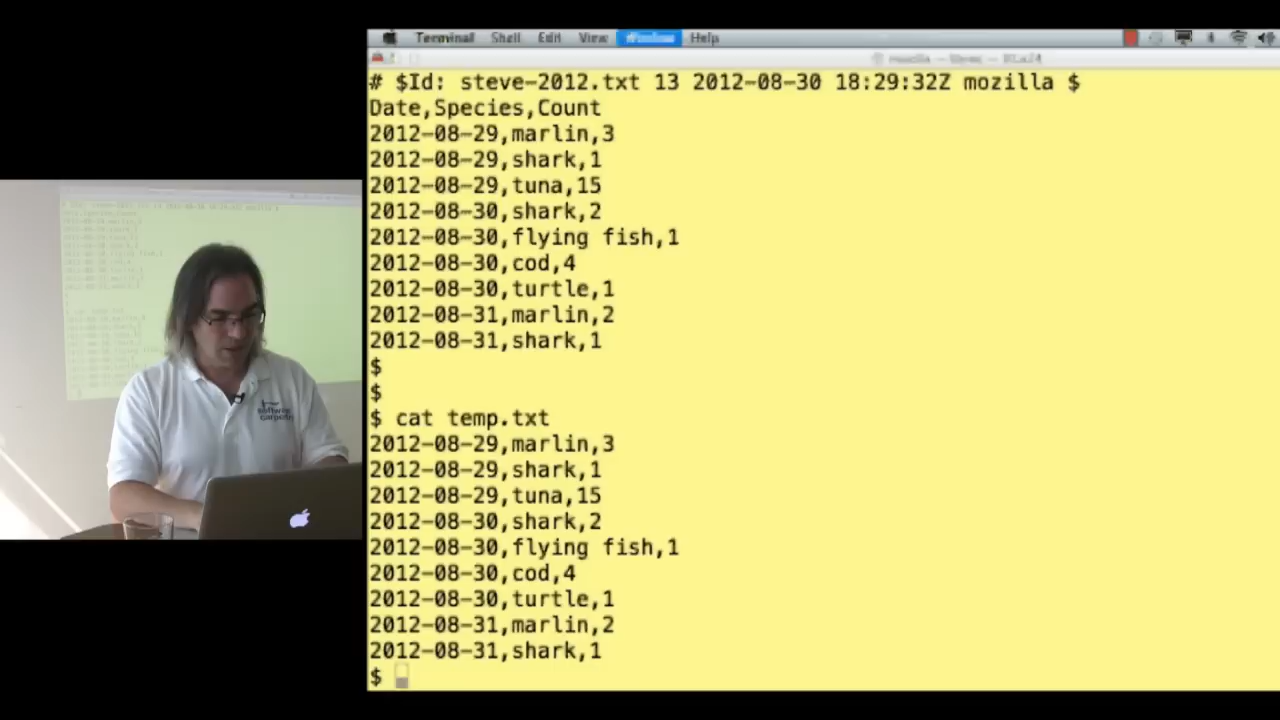 Terminal Shell Edit View Window Help
# $Id: steve-2012.txt 13 2012-08-30 18:29:32Z mozilla $
Date,Species,Count
2012-08-29,marlin,3
2012-08-29,shark,1
2012-08-29,tuna,15
2012-08-30,shark,2
2012-08-30,flying fish,1
2012-08-30,cod,4
2012-08-30,turtle,1
2012-08-31,marlin,2
2012-08-31,shark,1
$
$
$ cat temp.txt
2012-08-29,marlin,3
2012-08-29,shark,1
2012-08-29,tuna,15
2012-08-30,shark,2
2012-08-30,flying fish,1
2012-08-30,cod,4
2012-08-30,turtle,1
2012-08-31,marlin,2
2012-08-31,shark,1
$